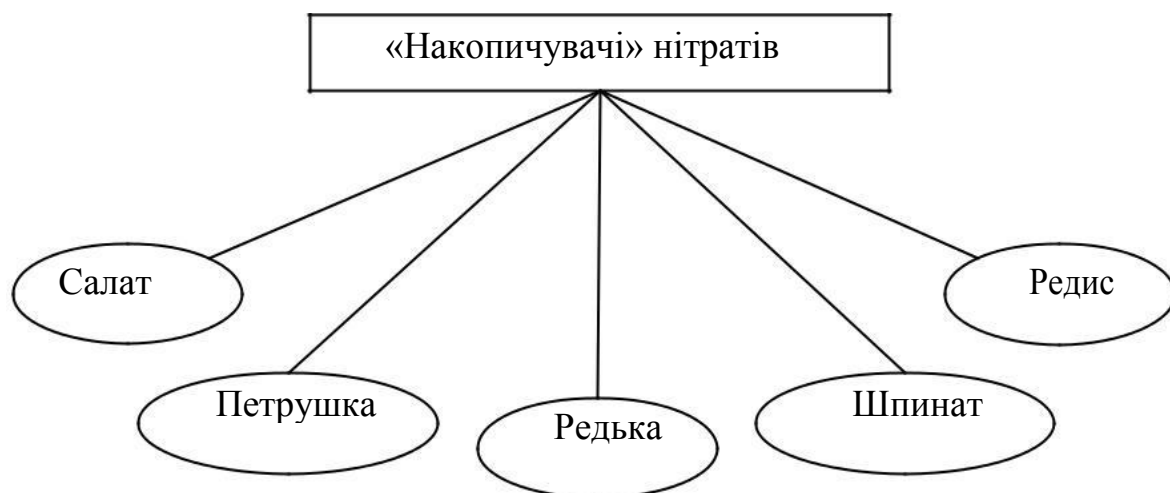 «Накопичувачі» нітратів
Салат
Редис
Петрушка
Редька
Шпинат